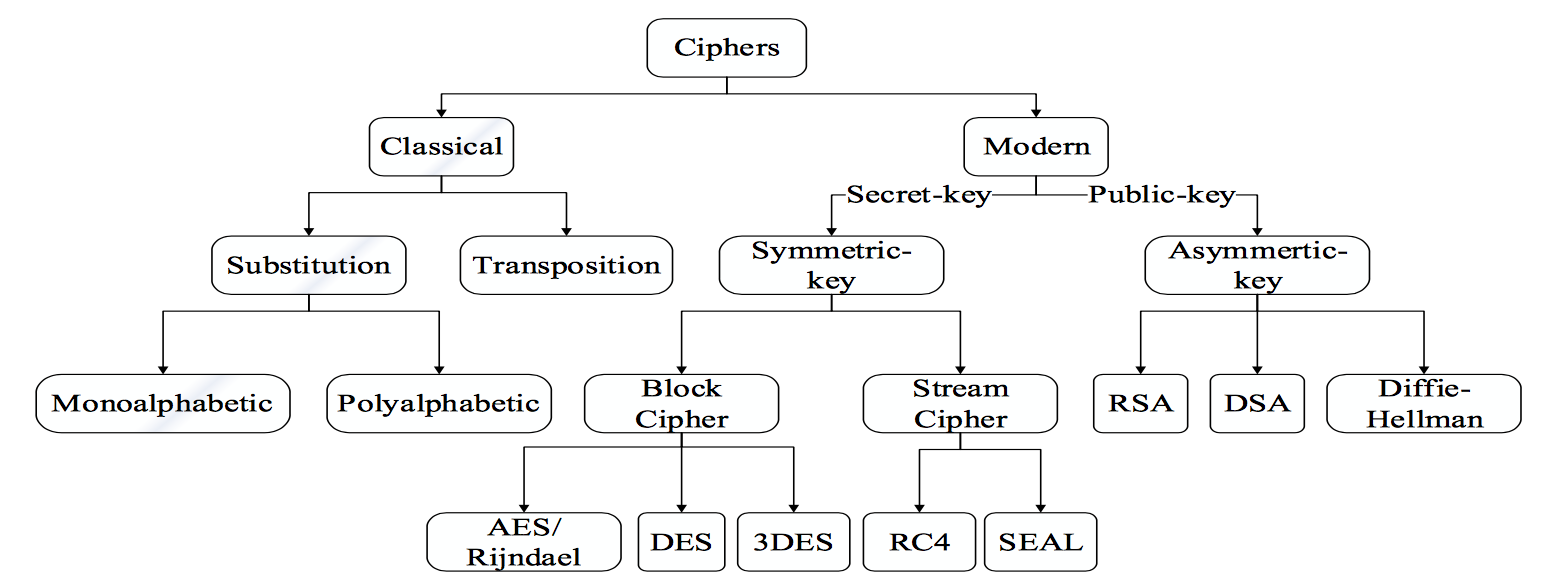 Ciphers
Classical
Modern
Secret-key
Public-key
Substitution
Transposition
Symmetric-
key
Asymmertic-
key
Monoalphabetic
Polyalphabetic
Block
Cipher
Stream
Cipher
RSA
DSA
Diffie-
Hellman
AES/
Rijndael
DES
3DES
RC4
SEAL